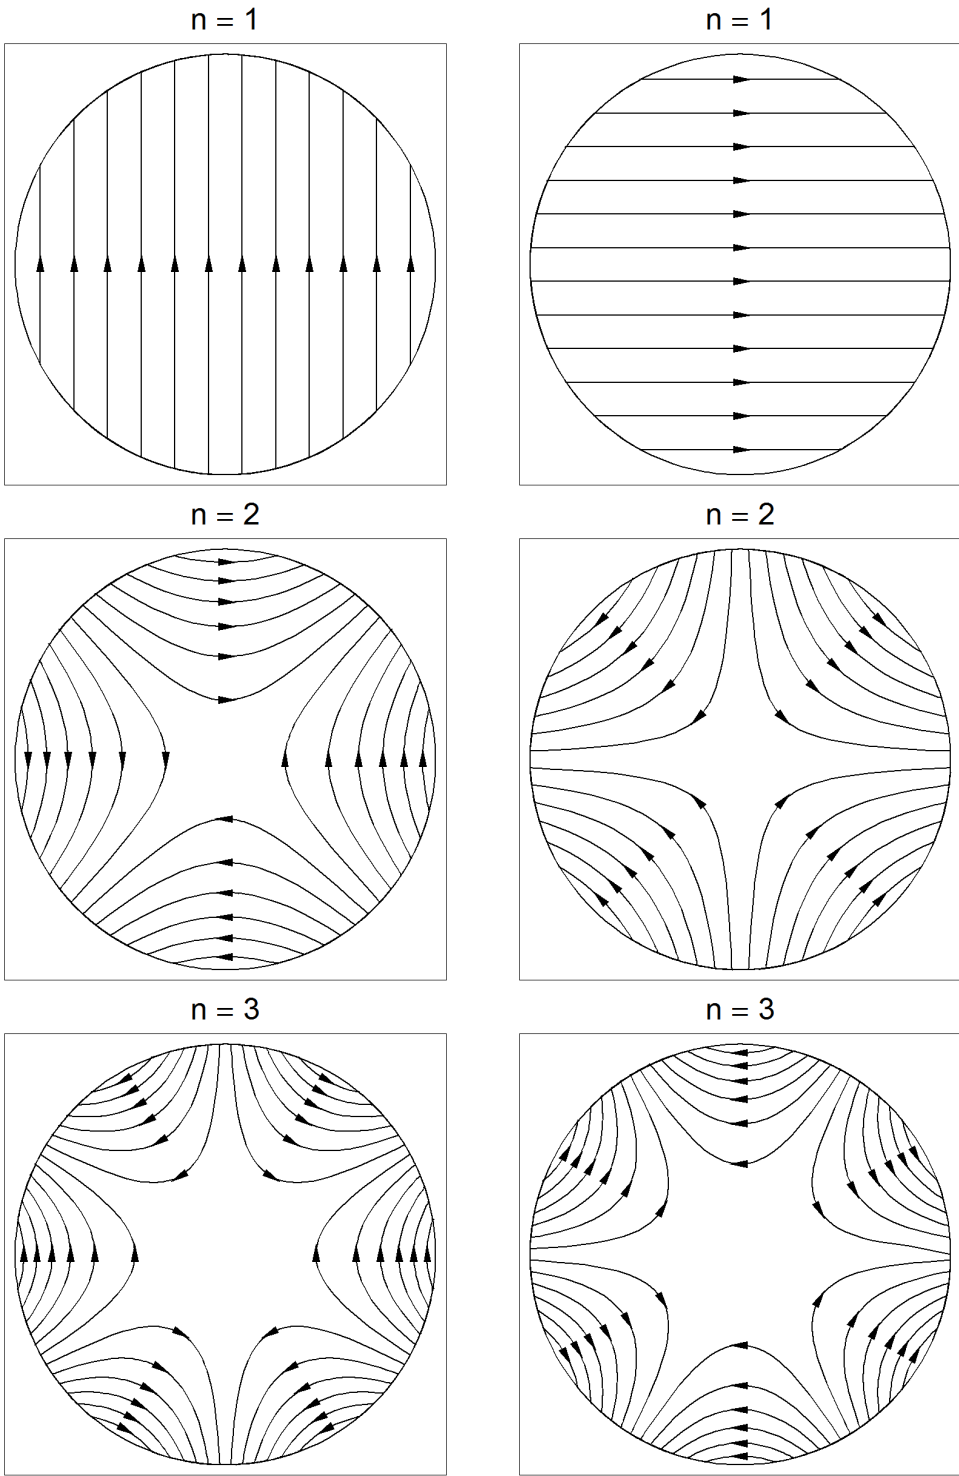 n = 1
n = 1
n = 2
n = 2
n = 3
n = 3